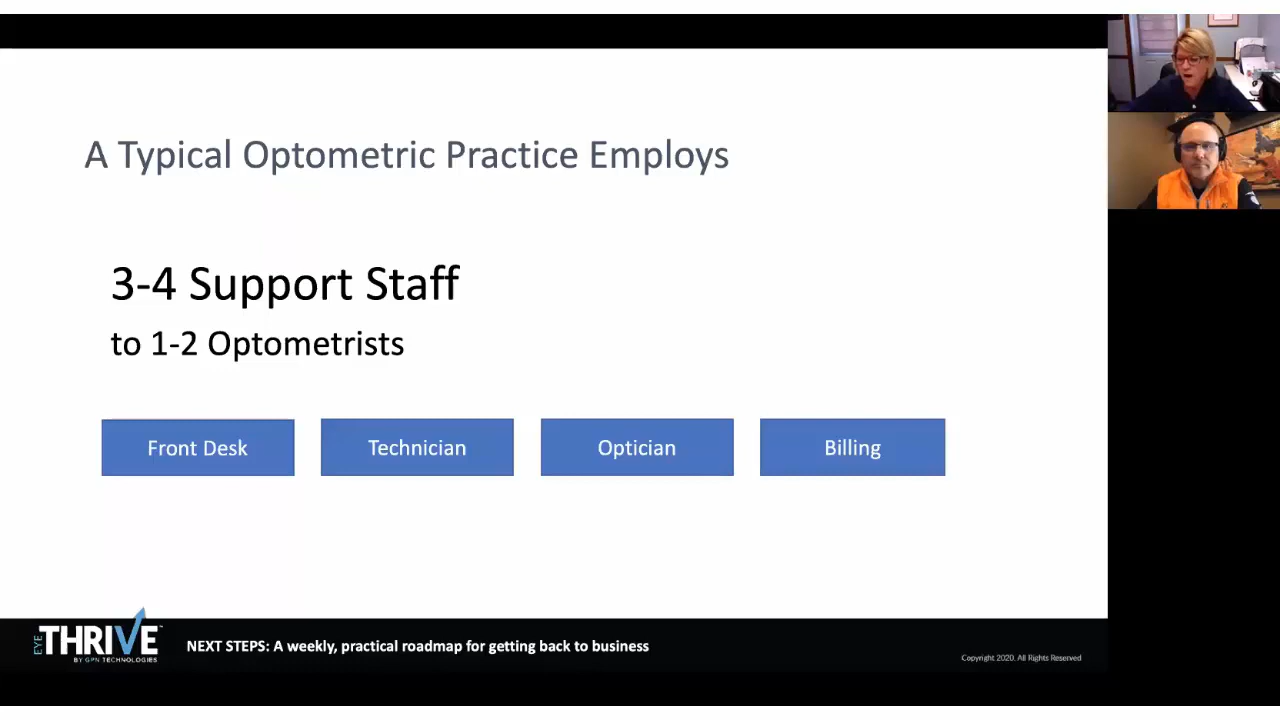 A Typical Optometric Practice Employs
3-4 Support Staff
to 1-2 Optometrists
Front Desk
Technician
Optician
Billing
EYE
THRIVE™
BY GPN TECHNOLOGIES
NEXT STEPS: A weekly, practical roadmap for getting back to business
Copyright 2020. All Rights Reserved